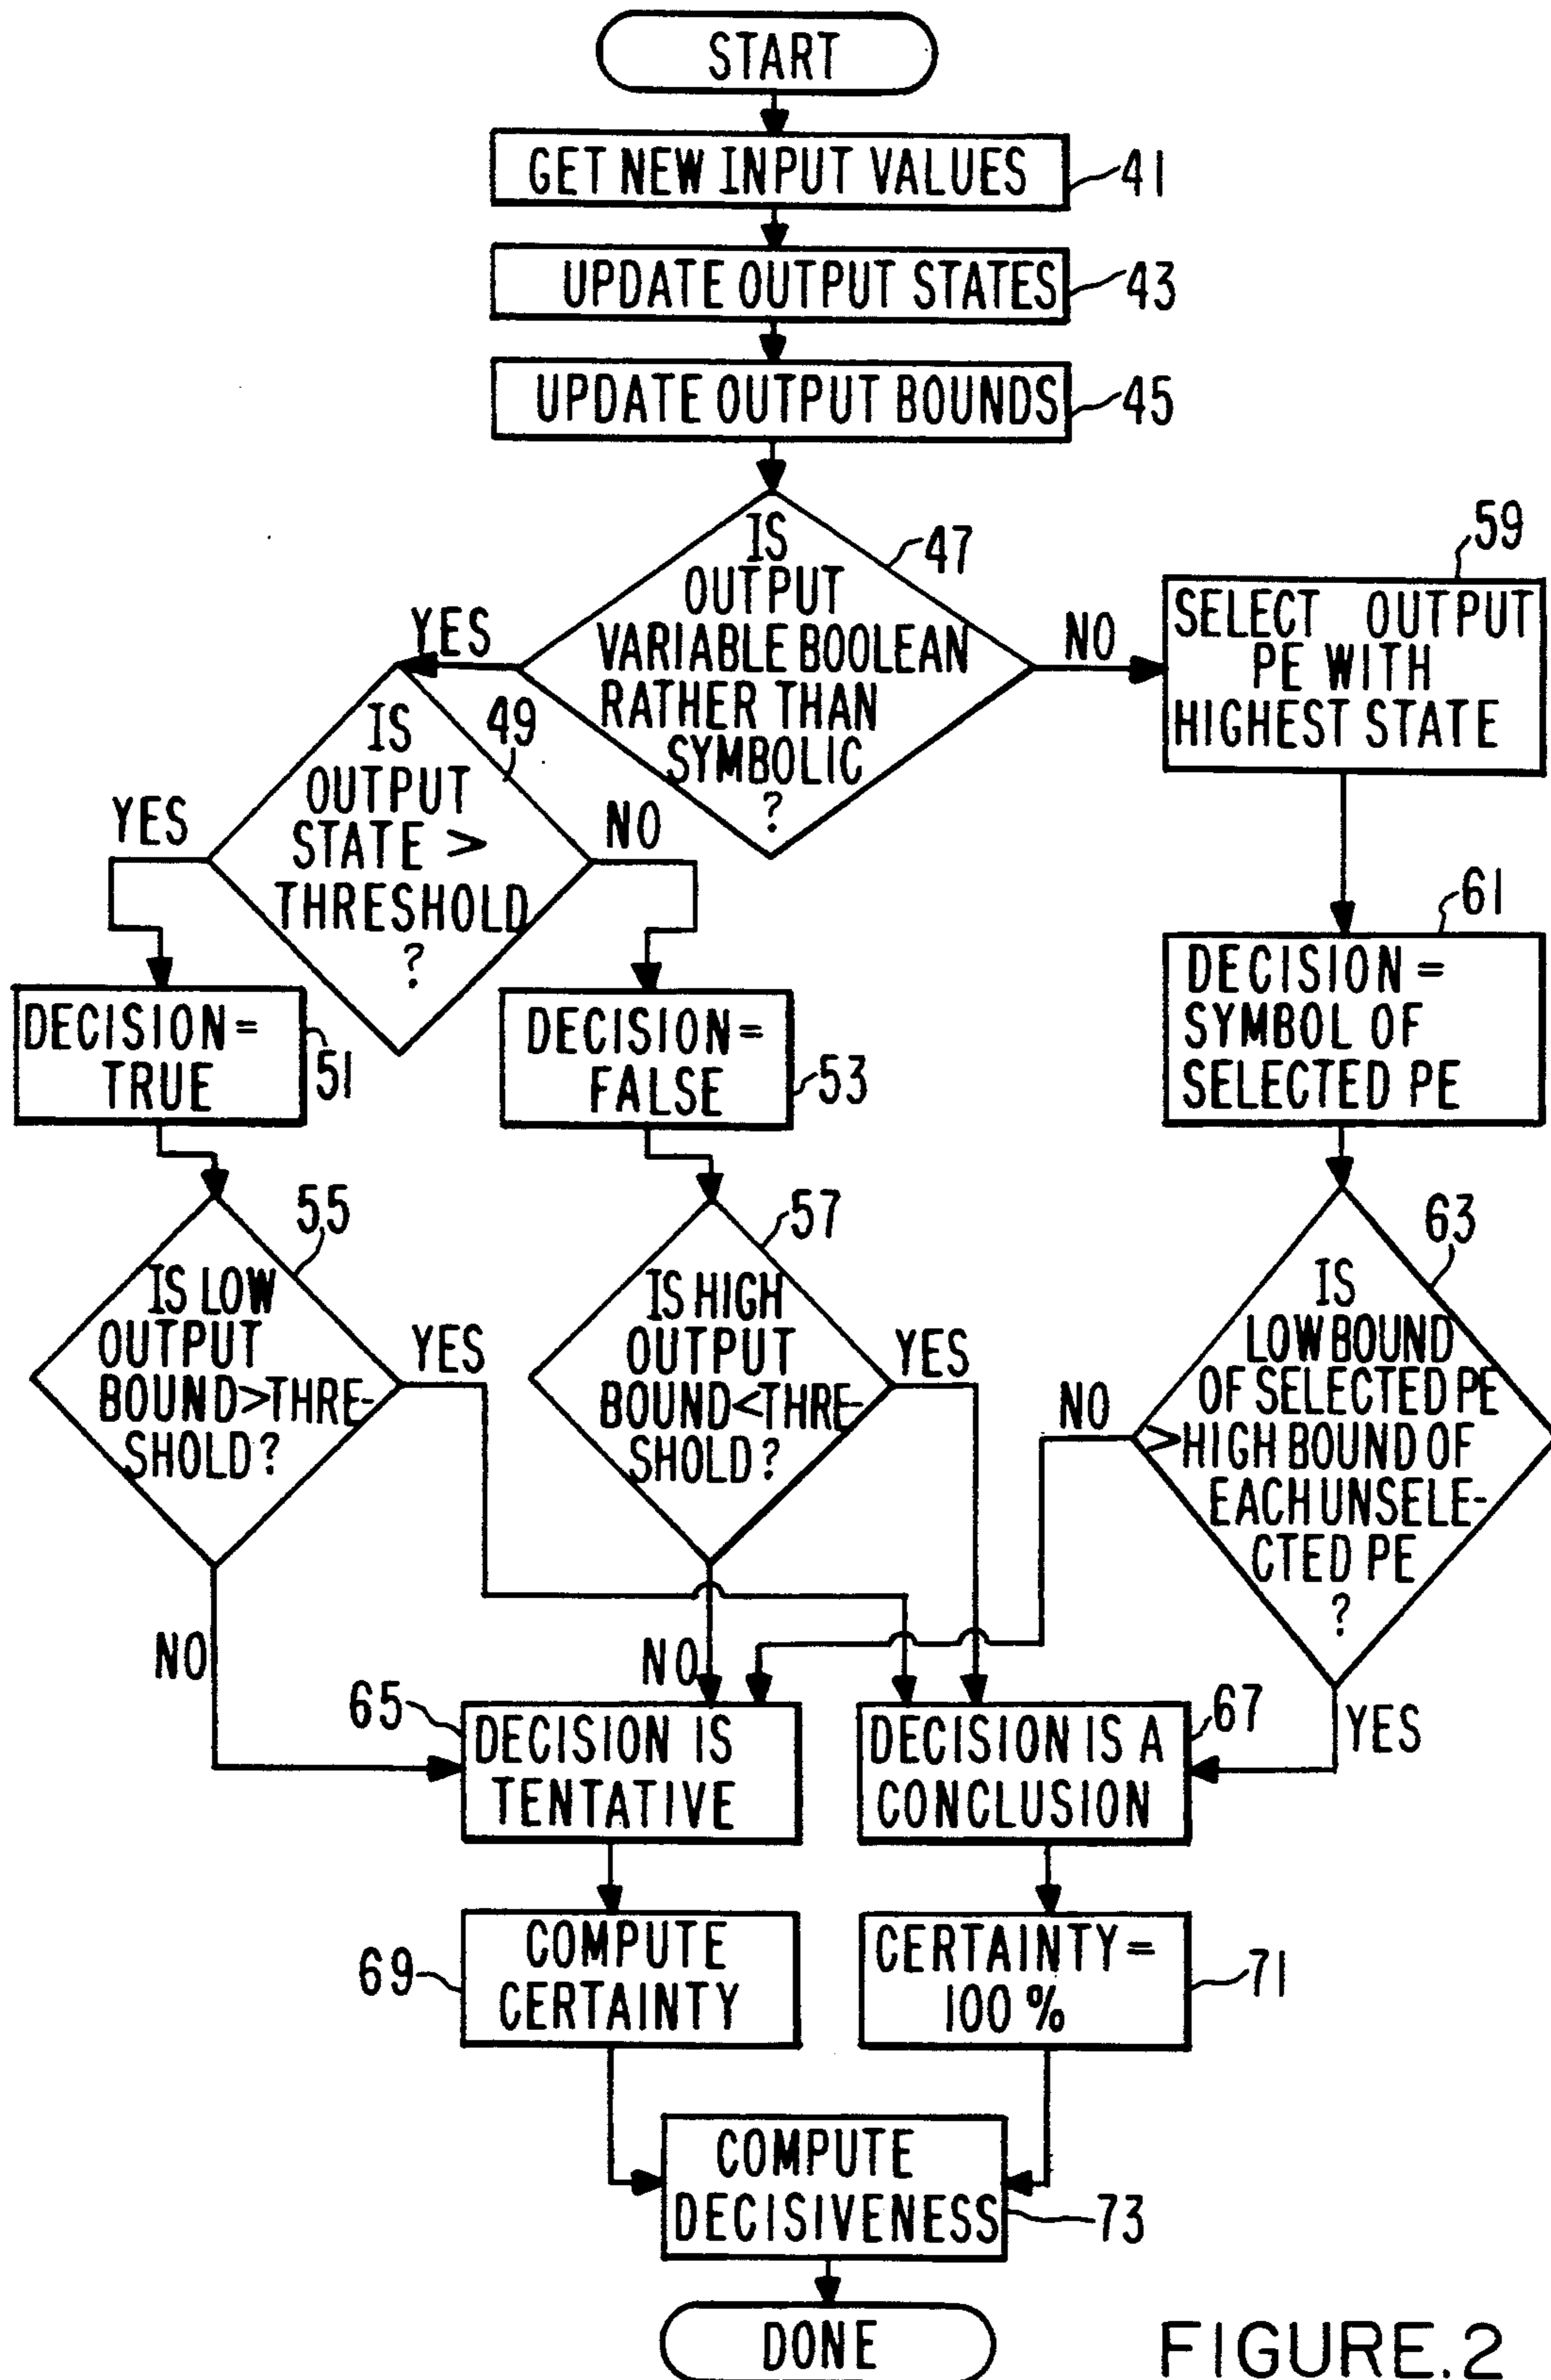 START
GET NEW INPUT VALUES
41
UPDATE OUTPUT STATES
43
UPDATE OUTPUT BOUNDS
45
IS
OUTPUT
VARIABLE BOOLEAN
RATHER THAN
SYMBOLIC
?
47
YES
NO
59
SELECT OUTPUT
PE WITH
HIGHEST STATE
IS
OUTPUT
STATE >
THRESHOLD
?
49
YES
NO
61
DECISION =
SYMBOL OF
SELECTED PE
DECISION =
TRUE
51
DECISION =
FALSE
53
55
IS LOW
OUTPUT
BOUND>THRE-
SHOLD?
YES
NO
57
IS HIGH
OUTPUT
BOUND<THRE-
SHOLD?
YES
NO
63
IS
LOW BOUND
OF SELECTED PE
>HIGH BOUND OF
EACH UNSELE-
CTED PE
?
NO
YES
65
DECISION IS
TENTATIVE
67
DECISION IS A
CONCLUSION
69
COMPUTE
CERTAINTY
CERTAINTY =
100 %
71
COMPUTE
DECISIVENESS
73
DONE
FIGURE.2